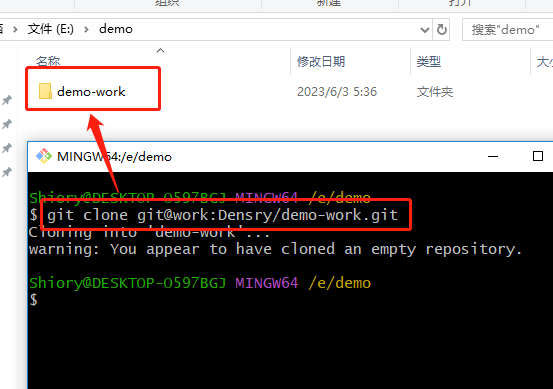 组织
新建
打开
文件 (E:) › demo
搜索"demo"
名称
修改日期
类型
大小
demo-work
2023/6/3 5:36
文件夹
MINGW64:/e/demo
Shiory@DESKTOP-O597BGJ MINGW64 /e/demo
$ git clone git@work:Densry/demo-work.git
Cloning into 'demo-work'...
warning: You appear to have cloned an empty repository.
Shiory@DESKTOP-O597BGJ MINGW64 /e/demo
$